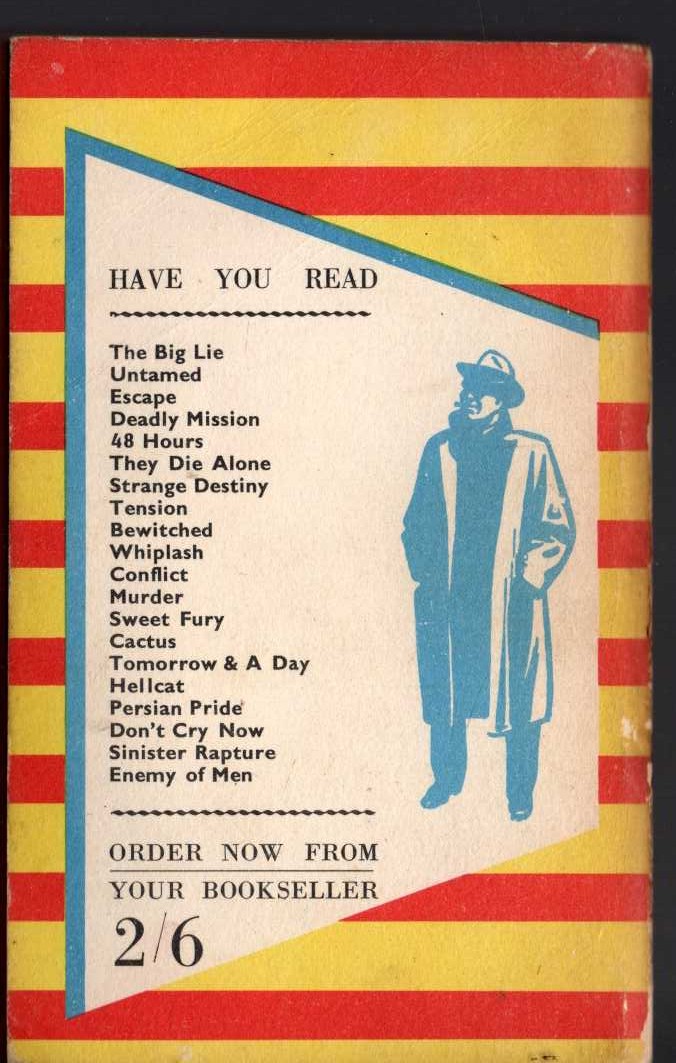 HAVE YOU READ
The Big Lie
Untamed
Escape
Deadly Mission
48 Hours
They Die Alone
Strange Destiny
Tension
Bewitched
Whiplash
Conflict
Murder
Sweet Fury
Cactus
Tomorrow & A Day
Hellcat
Persian Pride
Don't Cry Now
Sinister Rapture
Enemy of Men
ORDER NOW FROM
YOUR BOOKSELLER
2/6